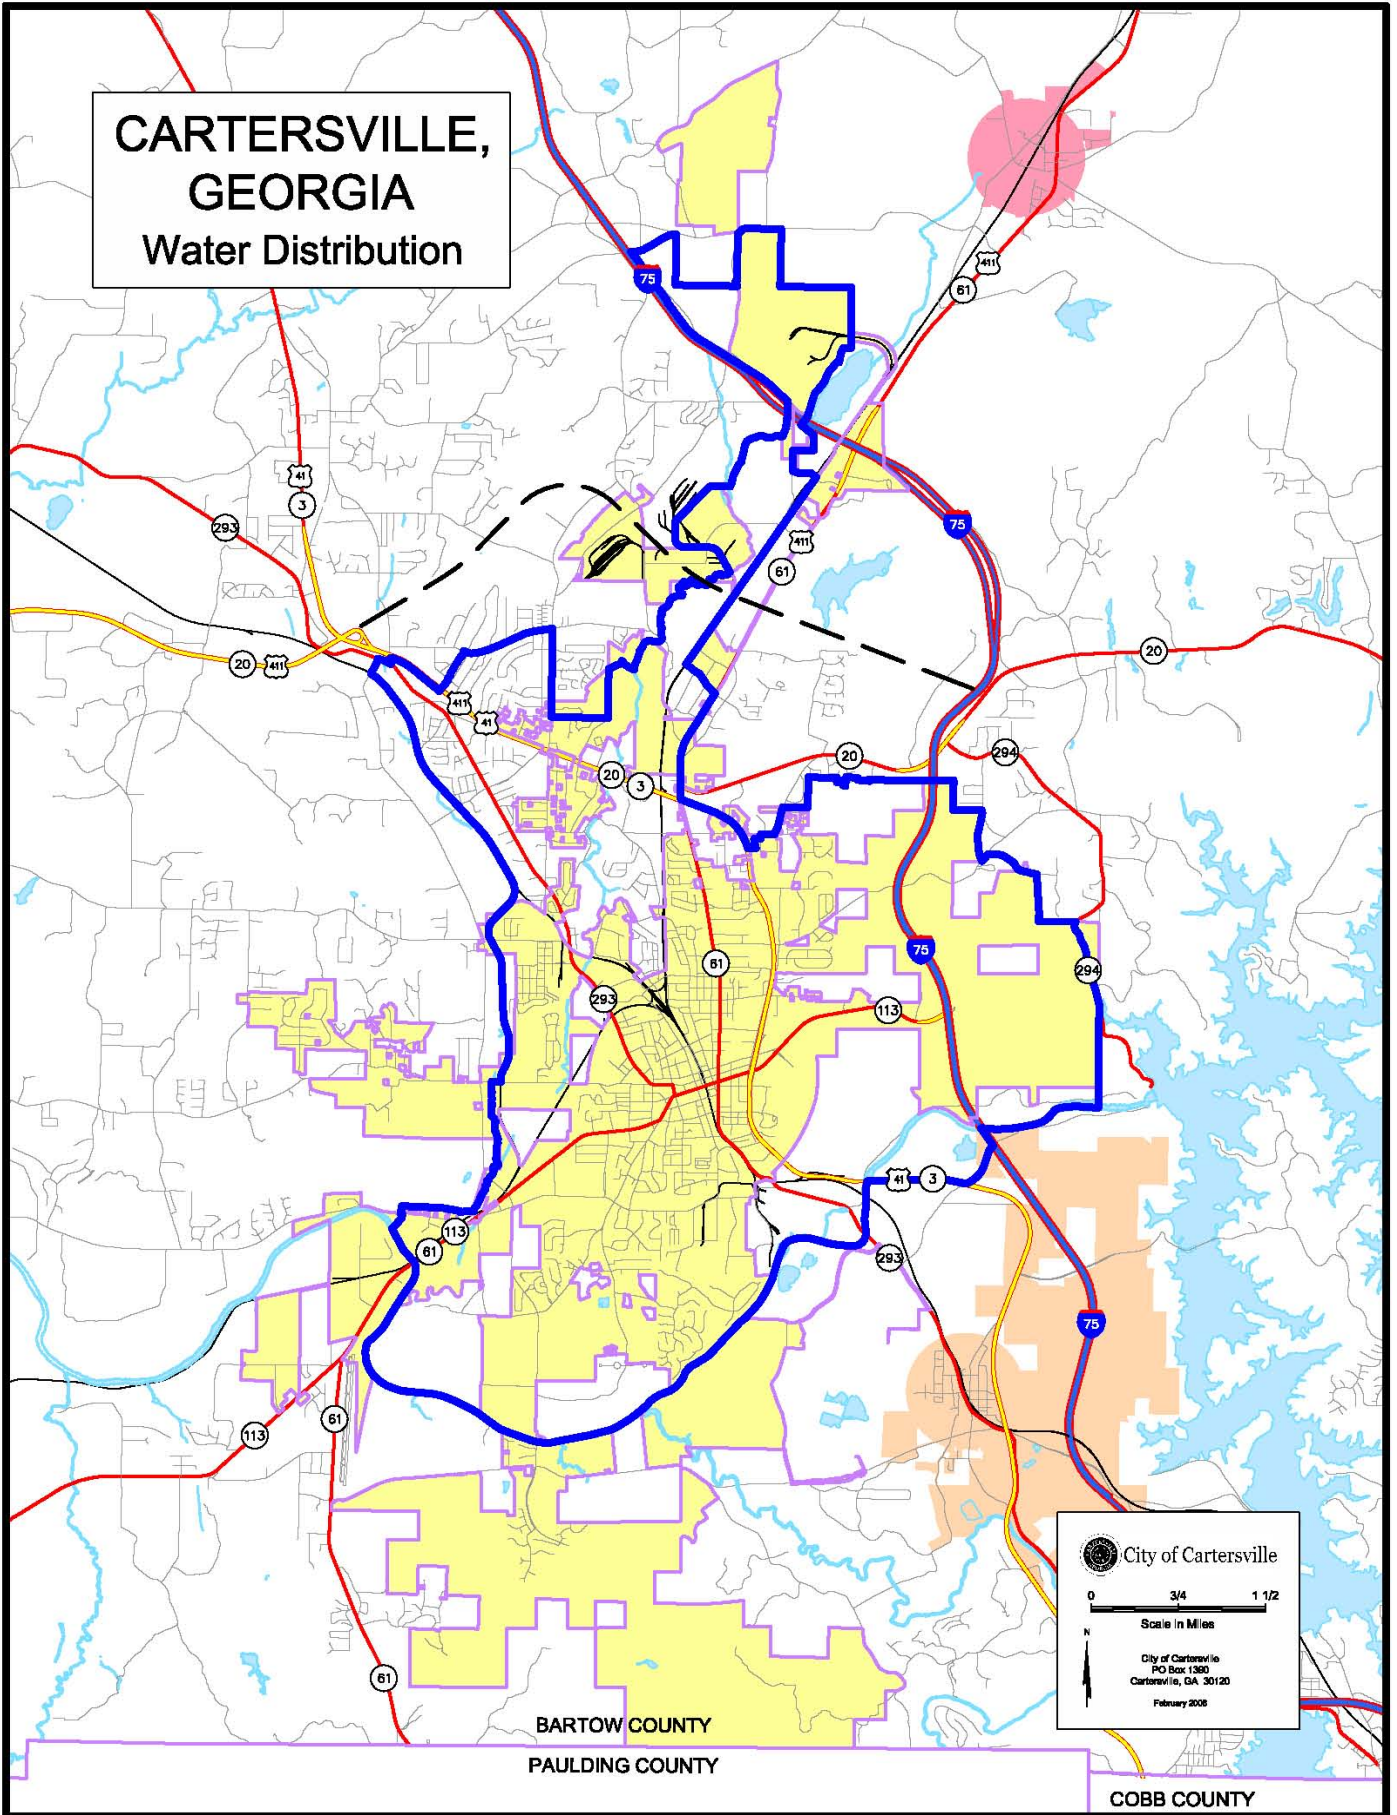 CARTERSVILLE,
GEORGIA
Water Distribution
75
411
61
41
3
293
75
411
61
20
411
20
411
41
20
294
20
3
61
75
294
293
113
41
3
113
61
293
75
61
113
City of Cartersville
0 3/4 1 1/2
Scale in Miles
N
City of Cartersville
PO Box 1390
Cartersville, GA 30120
61
BARTOW COUNTY
PAULDING COUNTY
COBB COUNTY